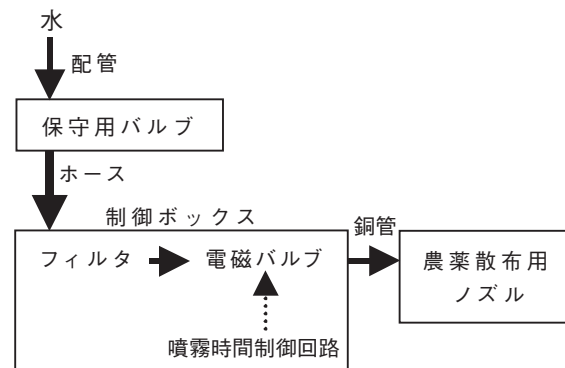 水
配管
保守用バルブ
ホース
制御ボックス
フィルタ
電磁バルブ
噴霧時間制御回路
銅管
農薬散布用
ノズル